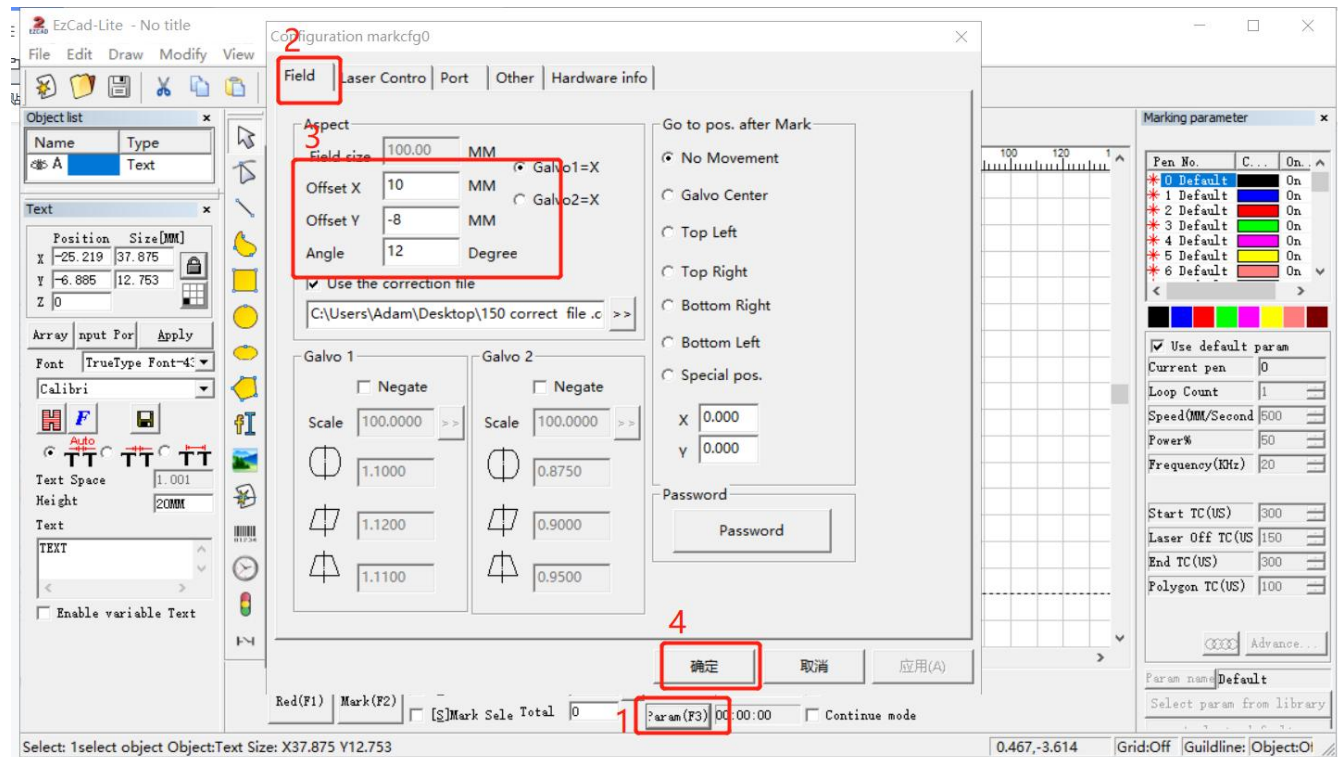 EzCad-Lite - No title
File Edit Draw Modify View
Object list x
Name Type
A Text
Text x
Position Size[MM]
X -25.219 37.875
Y -6.885 12.753
Z 0
Array nput For Apply
Font TrueType Font-43
Calibri
F
Auto
TT TT TT
Text Space 1.001
Height 20MM
Text
TEXT
Enable variable Text
2
Configuration markcfg0
Field Laser Contro Port Other Hardware info
Aspect
3
Field size 100.00 MM
Galvo1=X
Offset X 10 MM
Galvo2=X
Offset Y -8 MM
Angle 12 Degree
Use the correction file
C:\Users\Adam\Desktop\150 correct file .c >>
Galvo 1
Negate
Scale 100.0000 >>
1.1000
1.1200
1.1100
Galvo 2
Negate
Scale 100.0000 >>
0.8750
0.9000
0.9500
Go to pos. after Mark
No Movement
Galvo Center
Top Left
Top Right
Bottom Right
Bottom Left
Special pos.
X 0.000
Y 0.000
Password
Password
4
确定 取消 应用(A)
100 120 1
Marking parameter x
Pen No. C... On..
0 Default On
1 Default On
2 Default On
3 Default On
4 Default On
5 Default On
6 Default On
Use default param
Current pen 0
Loop Count 1
Speed(MM/Second 500
Power% 50
Frequency(KHz) 20
Start TC(US) 300
Laser Off TC(US 150
End TC(US) 300
Polygon TC(US) 100
Advance...
Param name Default
Select param from library
Red(F1) Mark(F2) [S]Mark Sele Total 0 1 Param(F3) 00:00:00 Continue mode
Select: 1select object Object:Text Size: X37.875 Y12.753 0.467,-3.614 Grid:Off Guildline: Object:Of